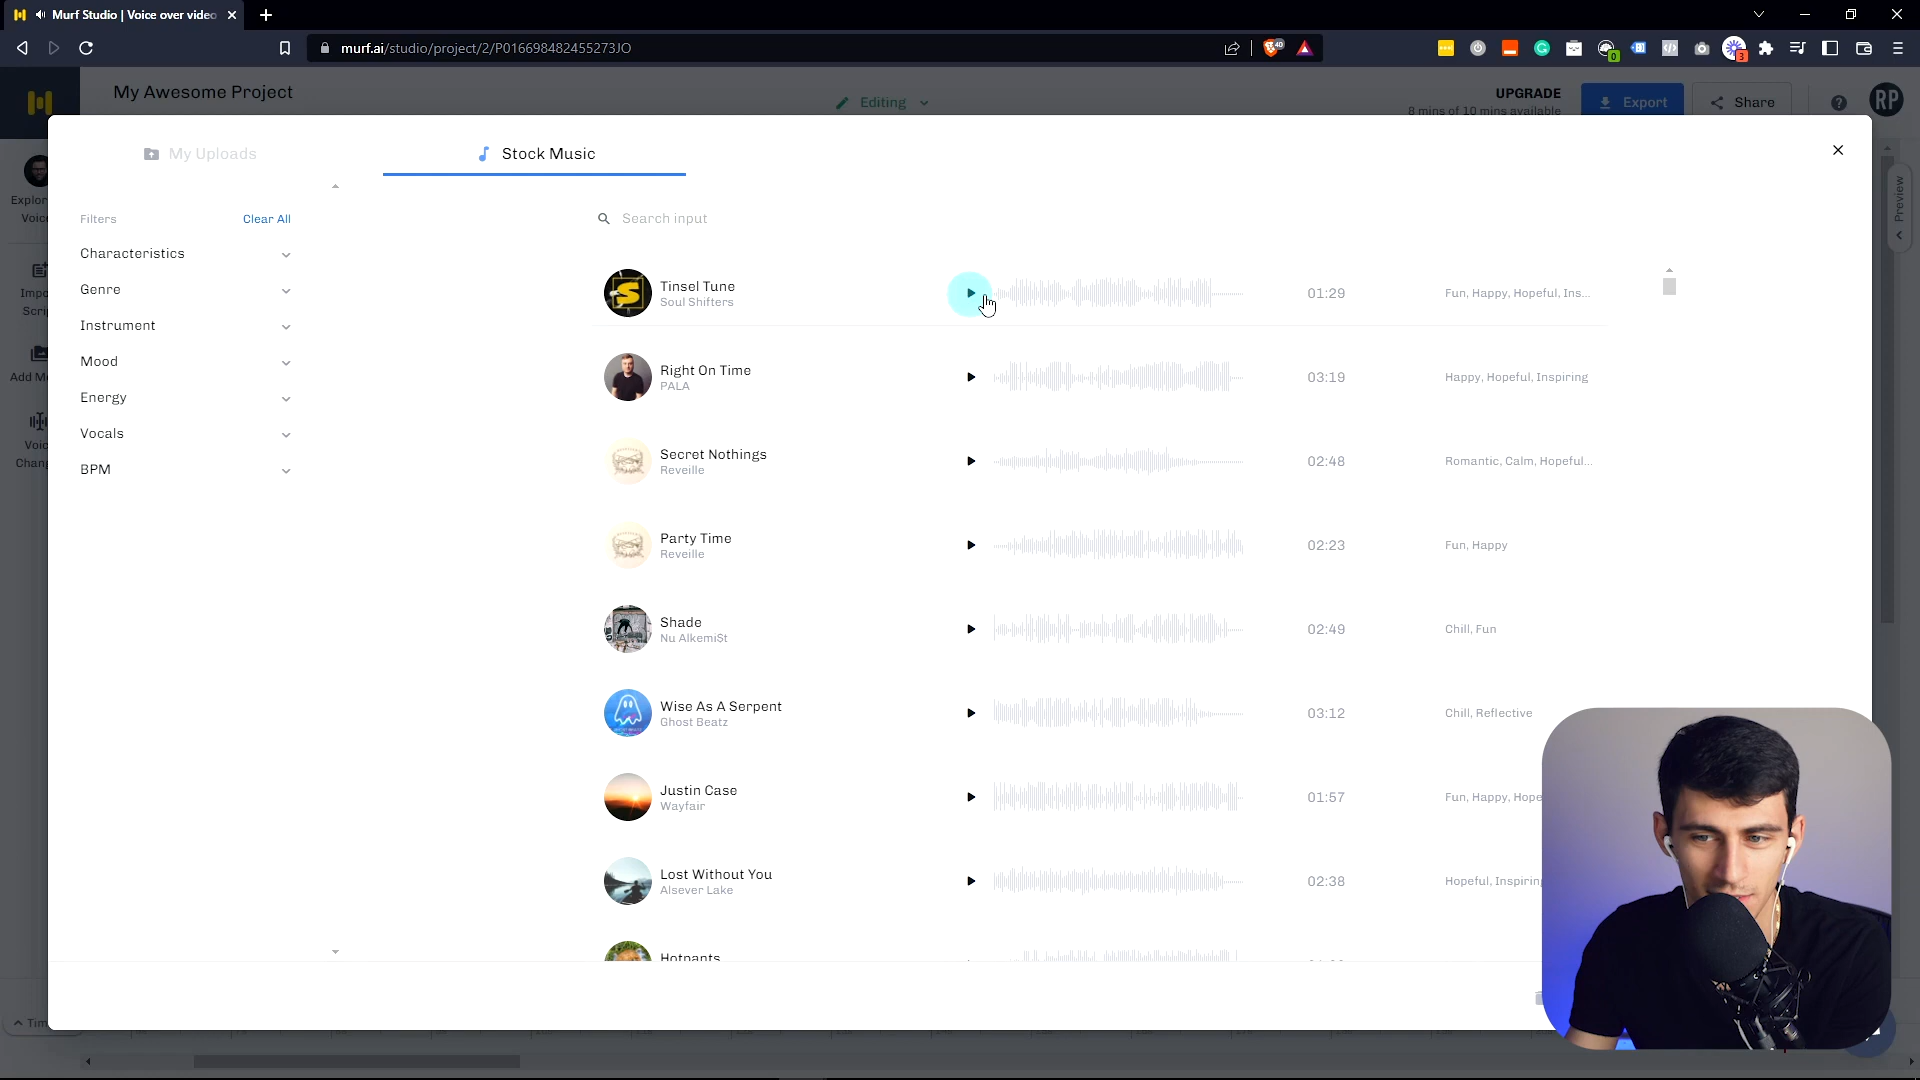 Murf Studio | Voice over video
murf.ai/studio/project/2/P016698482455273JO
40
0
3
My Awesome Project
Editing
UPGRADE
8 mins of 10 mins available
Export
Share
RP
My Uploads
Stock Music
Preview
Filters
Clear All
Characteristics
Genre
Instrument
Mood
Energy
Vocals
BPM
Search input
Tinsel Tune
Soul Shifters
01:29
Fun, Happy, Hopeful, Ins...
Right On Time
PALA
03:19
Happy, Hopeful, Inspiring
Secret Nothings
Reveille
02:48
Romantic, Calm, Hopeful...
Party Time
Reveille
02:23
Fun, Happy
Shade
Nu Alkemi$t
02:49
Chill, Fun
Wise As A Serpent
Ghost Beatz
03:12
Chill, Reflective
Justin Case
Wayfair
01:57
Fun, Happy, Hope
Lost Without You
Alsever Lake
02:38
Hopeful, Inspirin
Hotpants